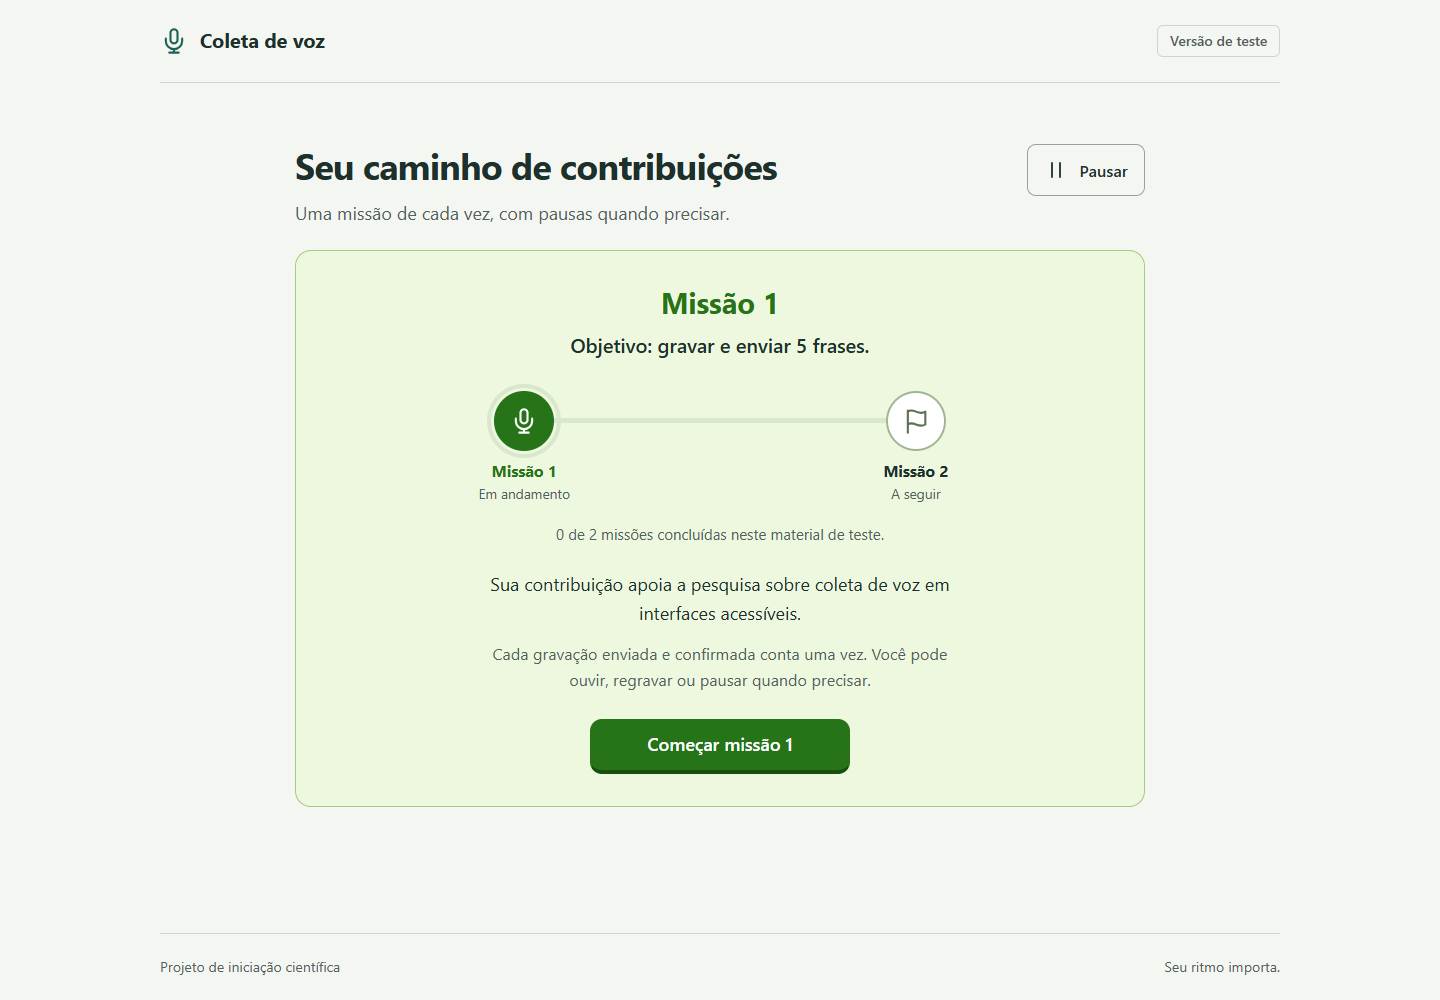 Coleta de voz
Versão de teste
Seu caminho de contribuições
Pausar
Uma missão de cada vez, com pausas quando precisar.
Missão 1
Objetivo: gravar e enviar 5 frases.
Missão 1
Em andamento
Missão 2
A seguir
0 de 2 missões concluídas neste material de teste.
Sua contribuição apoia a pesquisa sobre coleta de voz em
interfaces acessíveis.
Cada gravação enviada e confirmada conta uma vez. Você pode
ouvir, regravar ou pausar quando precisar.
Começar missão 1
Projeto de iniciação científica
Seu ritmo importa.